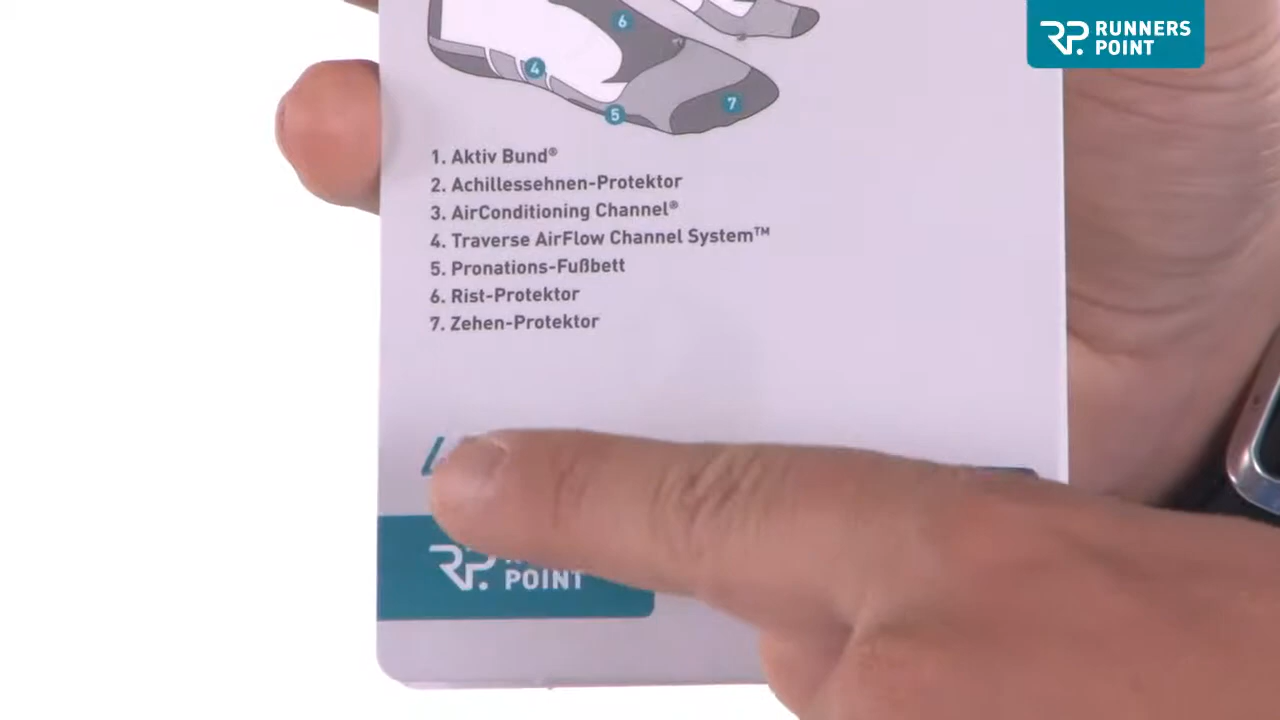 RUNNERS
POINT
6
4
7
5
1. Aktiv Bund®
2. Achillessehnen-Protektor
3. AirConditioning Channel®
4. Traverse AirFlow Channel System™
5. Pronations-Fußbett
6. Rist-Protektor
7. Zehen-Protektor
RP.
POINT